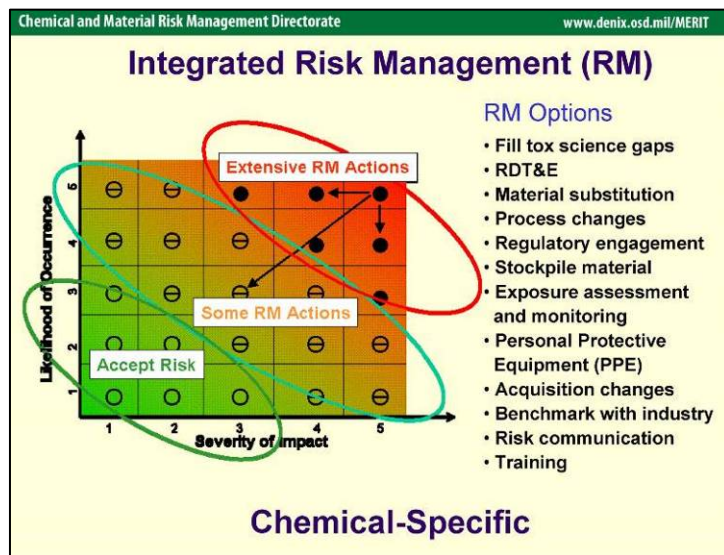 Chemical and Material Risk Management Directorate
www.denix.osd.mil/MERIT
Integrated Risk Management (RM)
RM Options
• Fill tox science gaps
• RDT&E
• Material substitution
• Process changes
• Regulatory engagement
• Stockpile material
• Exposure assessment
and monitoring
• Personal Protective
Equipment (PPE)
• Acquisition changes
• Benchmark with industry
• Risk communication
• Training
Extensive RM Actions
Some RM Actions
Accept Risk
Likelihood of Occurrence
5
4
3
2
1
1 2 3 4 5
Severity of Impact
Chemical-Specific